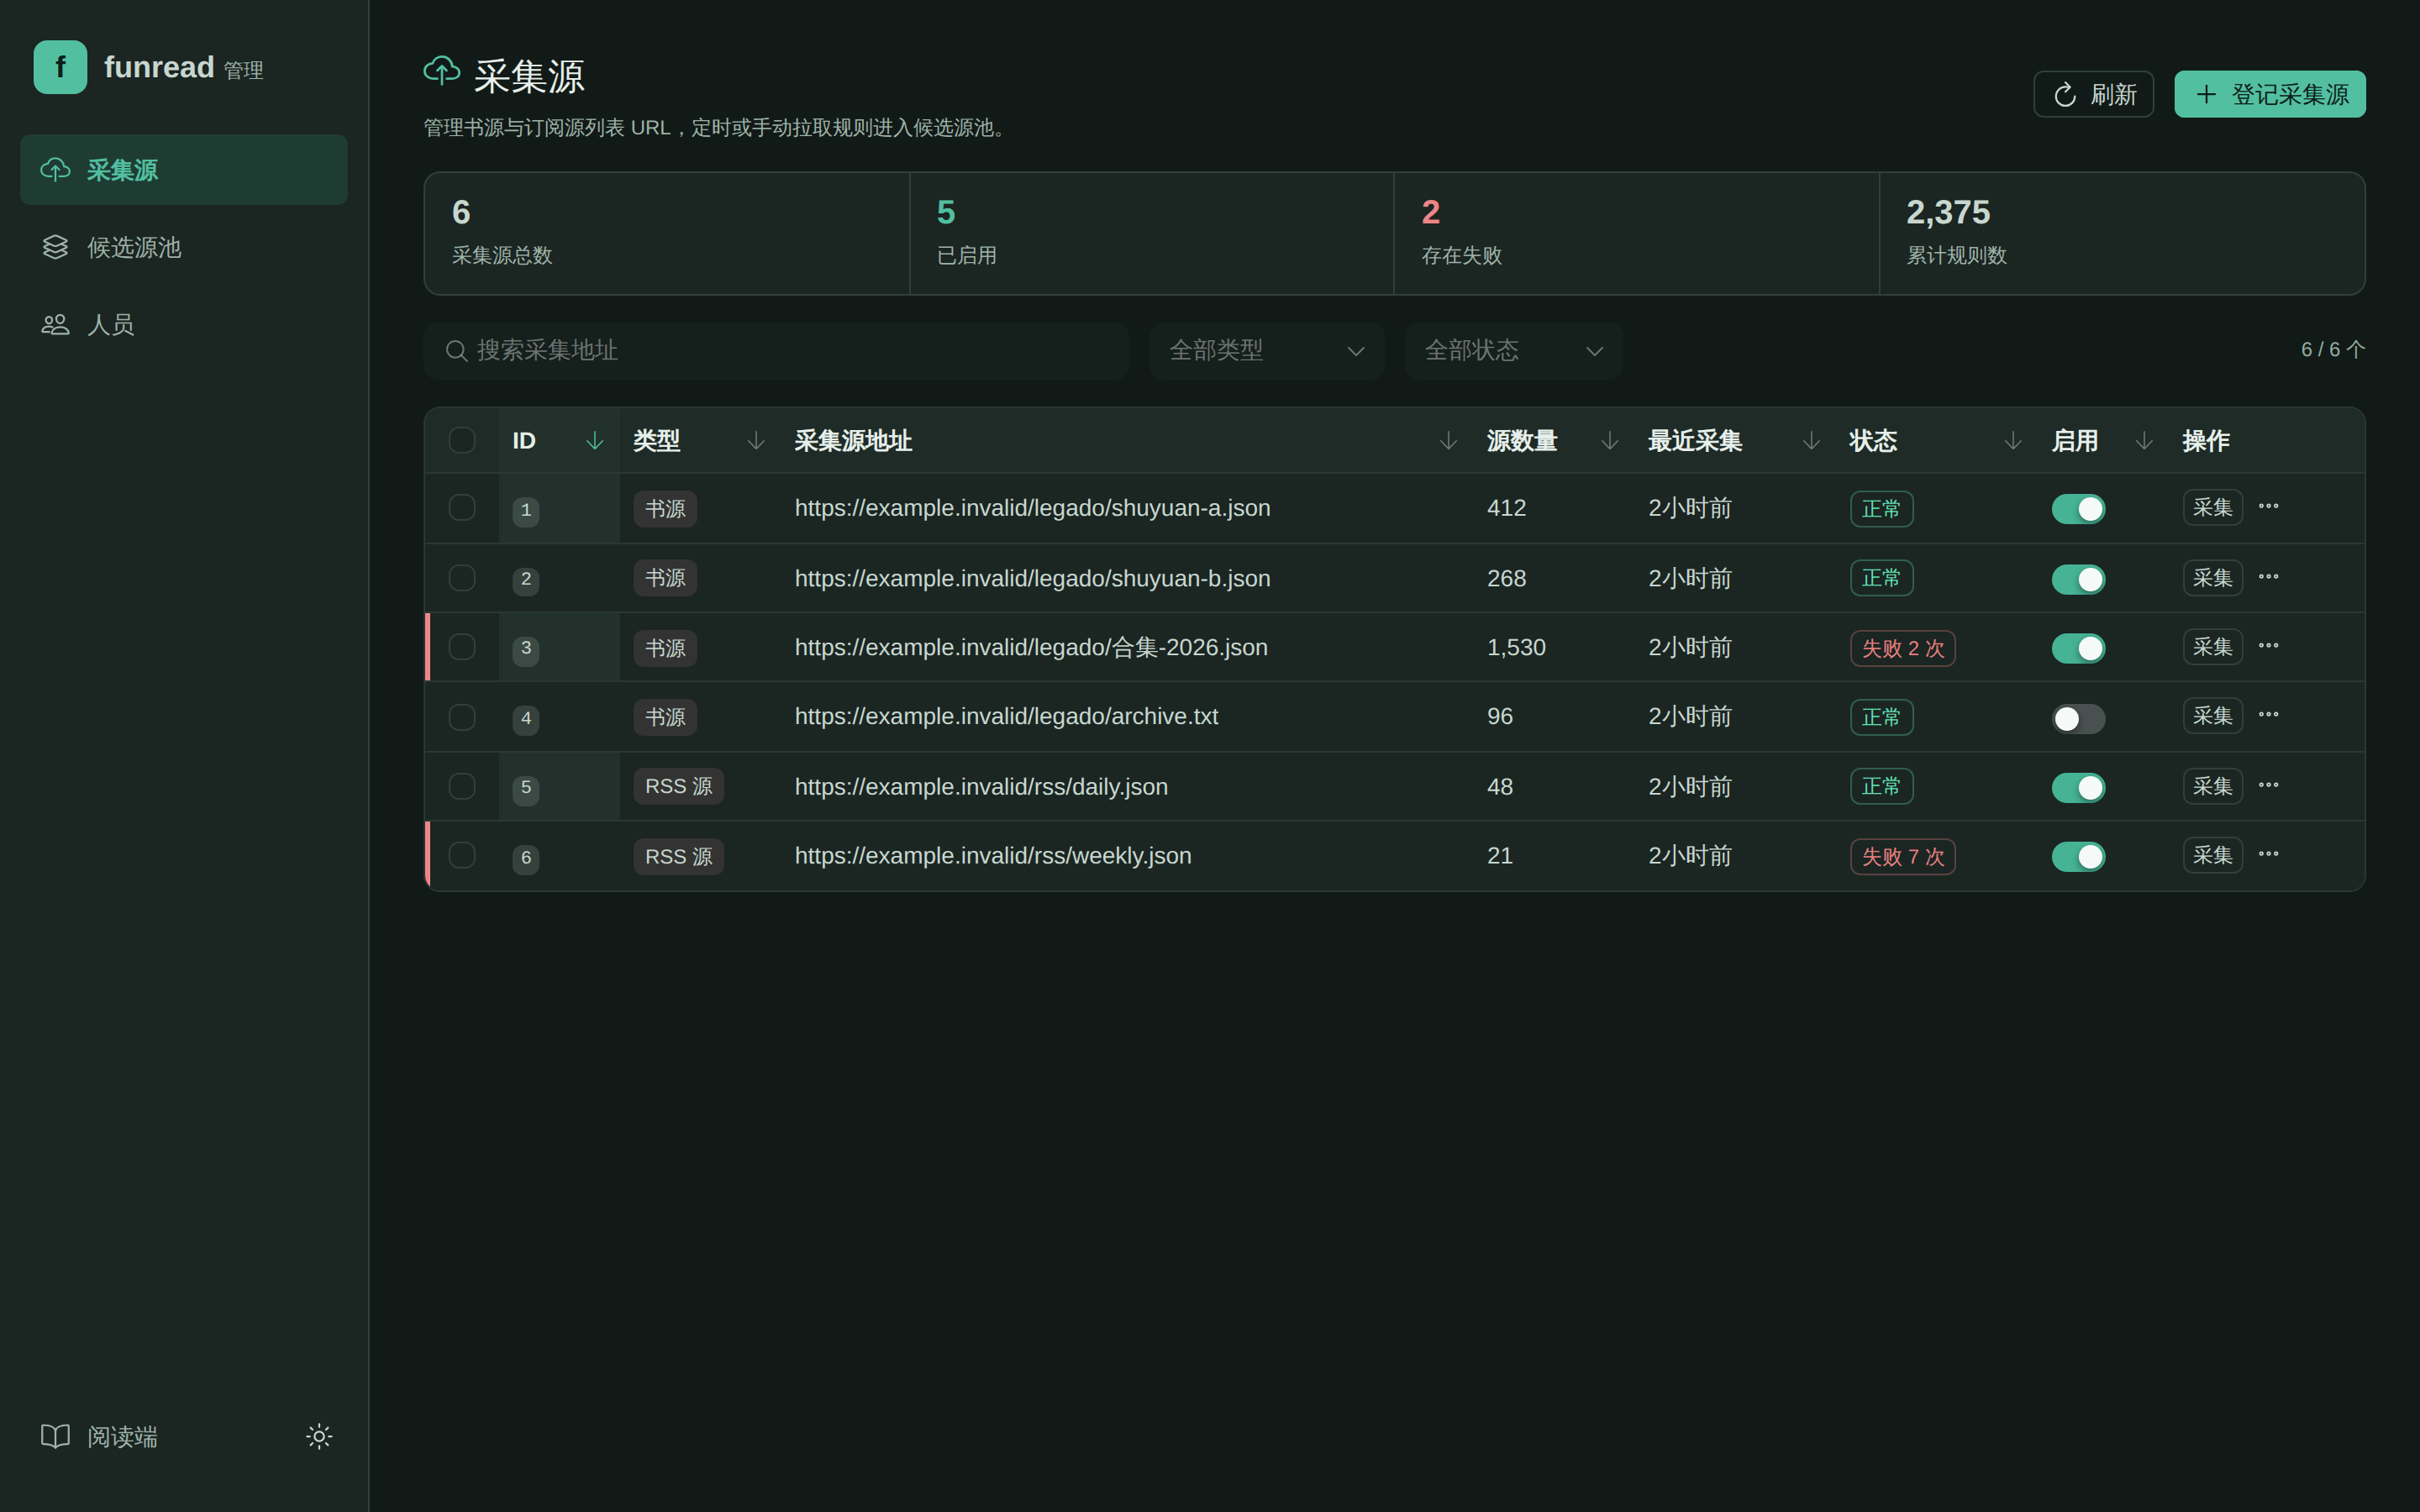 f funread 管理
采集源
候选源池
人员
阅读端
采集源
管理书源与订阅源列表 URL，定时或手动拉取规则进入候选源池。
刷新
登记采集源
6
采集源总数
5
已启用
2
存在失败
2,375
累计规则数
搜索采集地址 全部类型 全部状态 6 / 6 个
ID 类型 采集源地址 源数量 最近采集 状态 启用 操作
1 书源 https://example.invalid/legado/shuyuan-a.json 412 2小时前 正常 采集
2 书源 https://example.invalid/legado/shuyuan-b.json 268 2小时前 正常 采集
3 书源 https://example.invalid/legado/合集-2026.json 1,530 2小时前 失败 2 次 采集
4 书源 https://example.invalid/legado/archive.txt 96 2小时前 正常 采集
5 RSS 源 https://example.invalid/rss/daily.json 48 2小时前 正常 采集
6 RSS 源 https://example.invalid/rss/weekly.json 21 2小时前 失败 7 次 采集